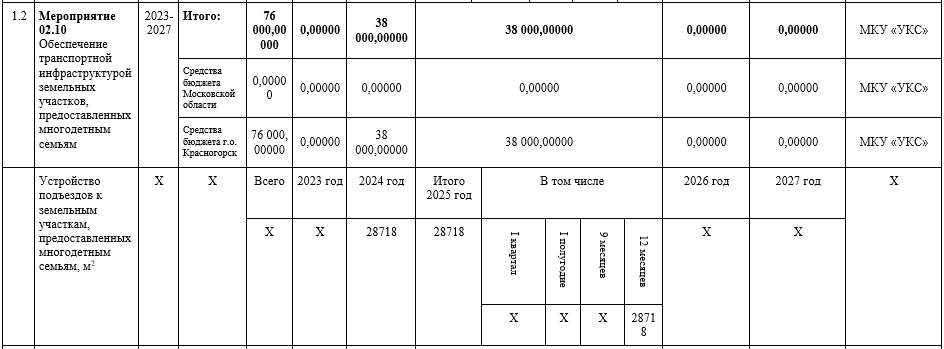 1.2
Мероприятие
02.10
Обеспечение
транспортной
инфраструктурой
земельных
участков,
предоставленных
многодетным
семьям
2023-
2027
Итого:
76
000,00
000
0,00000
38
000,00000
38 000,00000
0,00000
0,00000
МКУ «УКС»
Средства
бюджета
Московской
области
0,0000
0
0,00000
0,00000
0,00000
0,00000
0,00000
МКУ «УКС»
Средства
бюджета г.о.
Красногорск
76 000,
00000
0,00000
38
000,00000
38 000,00000
0,00000
0,00000
МКУ «УКС»
Устройство
подъездов к
земельным
участкам,
предоставленных
многодетным
семьям, м²
X
X
Всего
2023 год
2024 год
Итого
2025 год
В том числе
2026 год
2027 год
X
X
X
28718
28718
I квартал
I полугодие
9 месяцев
12 месяцев
X
X
X
X
X
2871
8